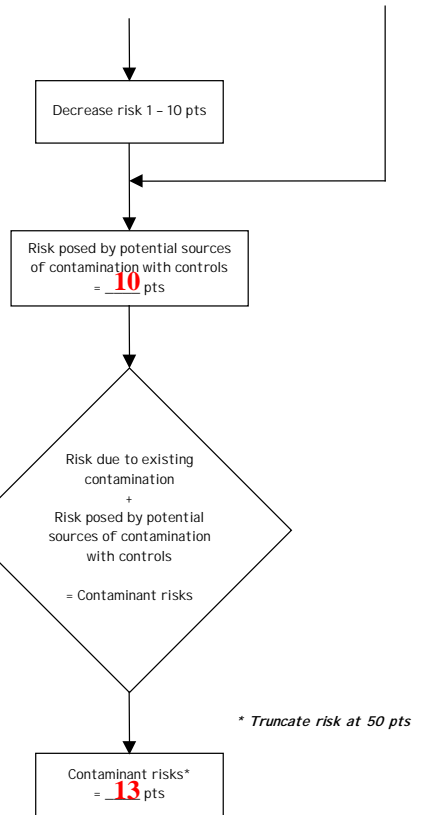 Decrease risk 1 – 10 pts
Risk posed by potential sources
of contamination with controls
= 10 pts
Risk due to existing
contamination
+
Risk posed by potential
sources of contamination
with controls
= Contaminant risks
* Truncate risk at 50 pts
Contaminant risks*
= 13 pts